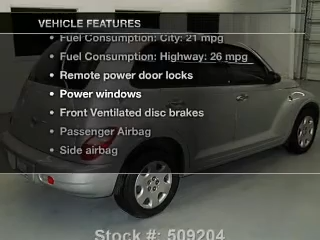 VEHICLE FEATURES
• Fuel Consumption: City: 21 mpg
• Fuel Consumption: Highway: 26 mpg
• Remote power door locks
• Power windows
• Front Ventilated disc brakes
• Passenger Airbag
• Side airbag
Stock #: 509204